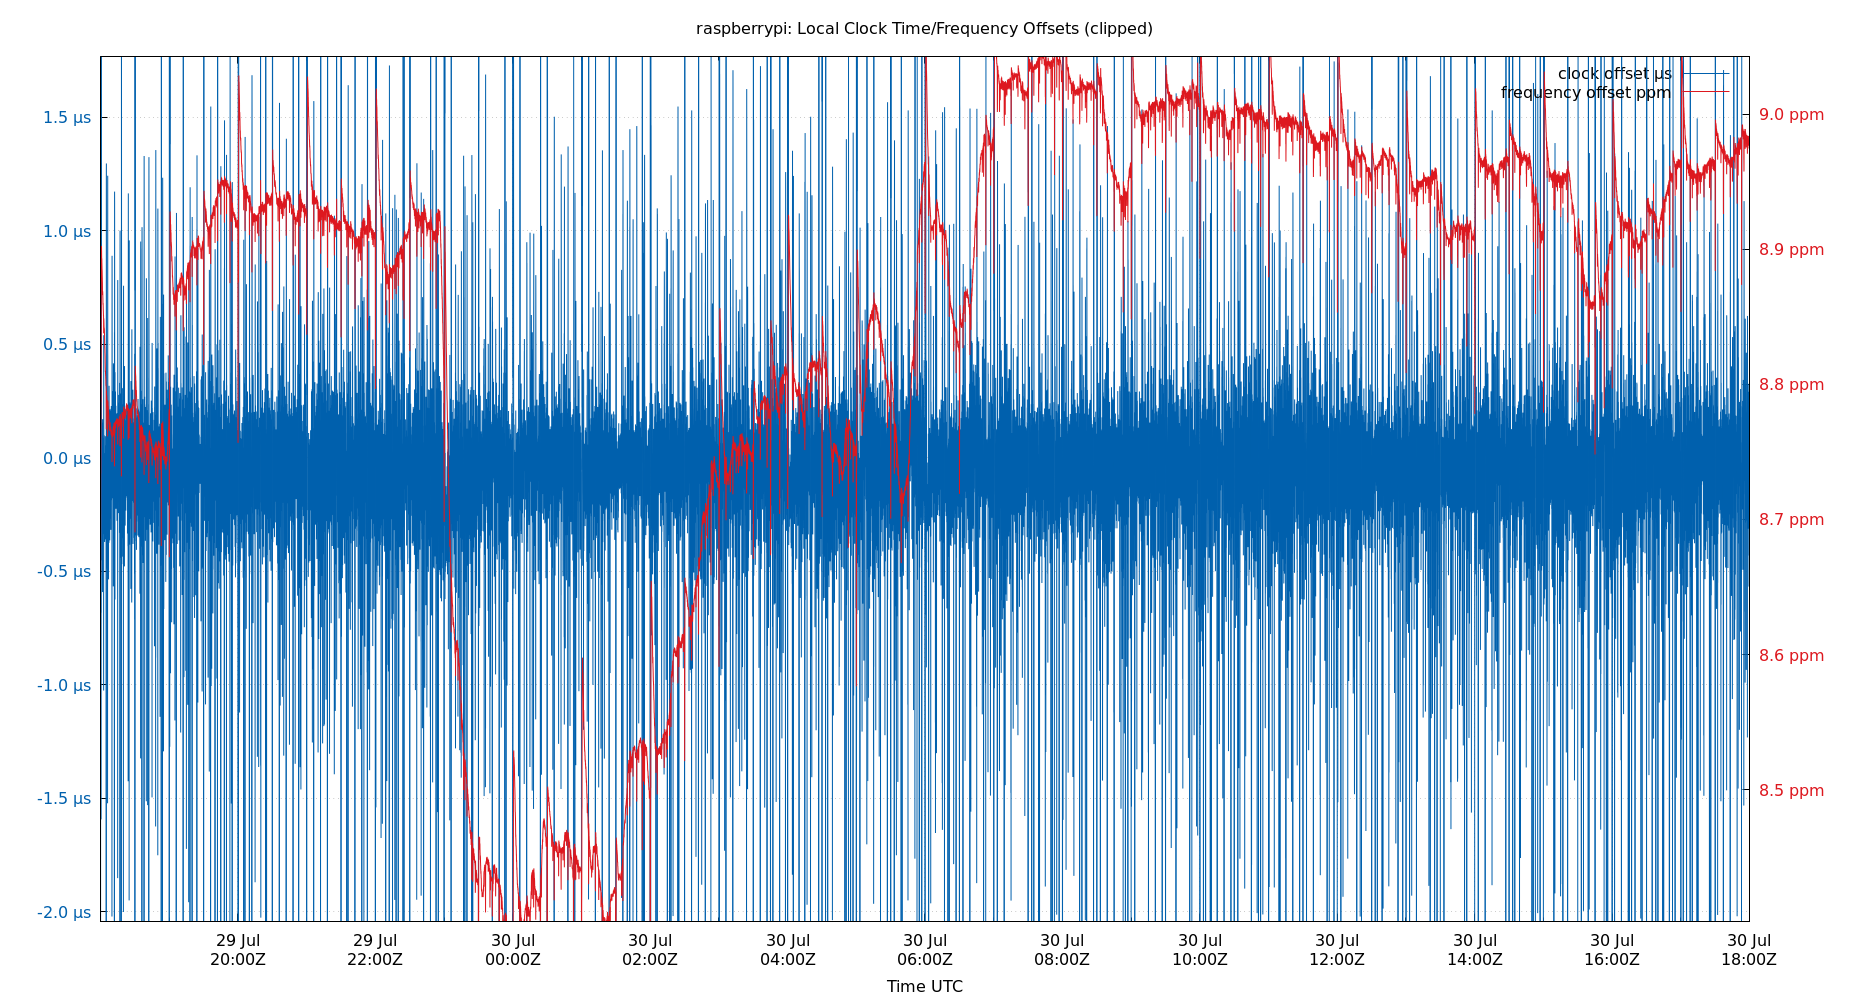 raspberrypi: Local Clock Time/Frequency Offsets (clipped)
clock offset µs
frequency offset ppm
1.5 µs
1.0 µs
0.5 µs
0.0 µs
-0.5 µs
-1.0 µs
-1.5 µs
-2.0 µs
9.0 ppm
8.9 ppm
8.8 ppm
8.7 ppm
8.6 ppm
8.5 ppm
29 Jul
20:00Z
29 Jul
22:00Z
30 Jul
00:00Z
30 Jul
02:00Z
30 Jul
04:00Z
30 Jul
06:00Z
30 Jul
08:00Z
30 Jul
10:00Z
30 Jul
12:00Z
30 Jul
14:00Z
30 Jul
16:00Z
30 Jul
18:00Z
Time UTC